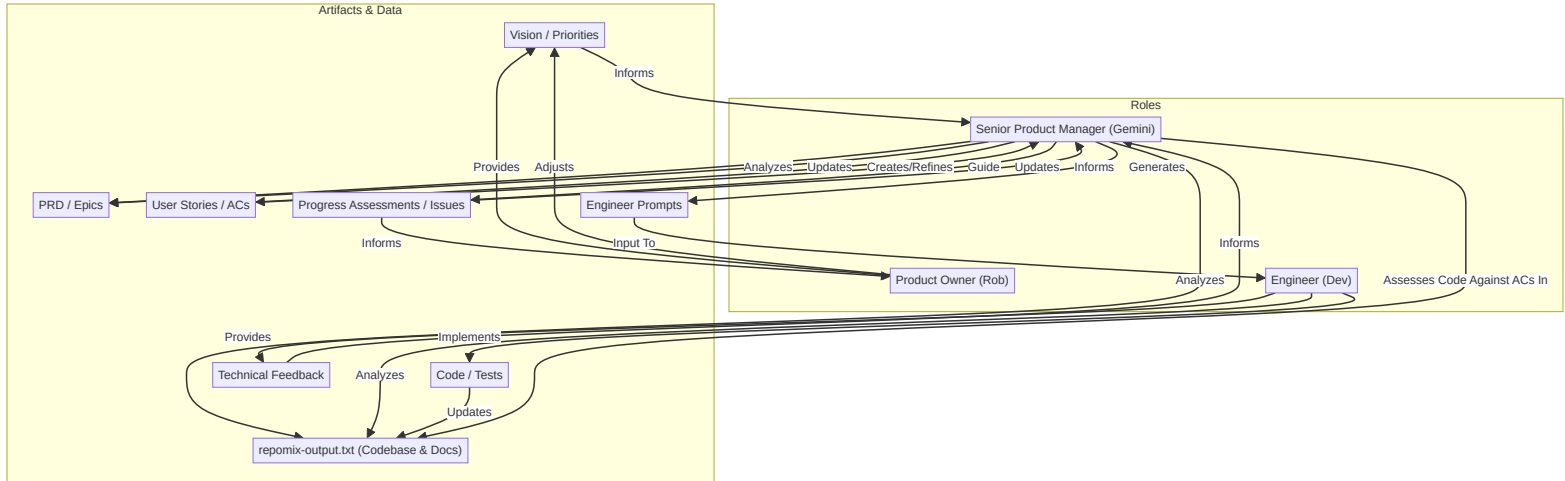 Artifacts & Data
Vision / Priorities
Informs
Roles
Senior Product Manager (Gemini)
Provides
Adjusts
Analyzes
Updates
Creates/Refines
Guide
Updates
Informs
Generates
PRD / Epics
User Stories / ACs
Progress Assessments / Issues
Engineer Prompts
Informs
Input To
Informs
Product Owner (Rob)
Analyzes
Engineer (Dev)
Assesses Code Against ACs In
Provides
Implements
Technical Feedback
Analyzes
Code / Tests
Updates
repomix-output.txt (Codebase & Docs)